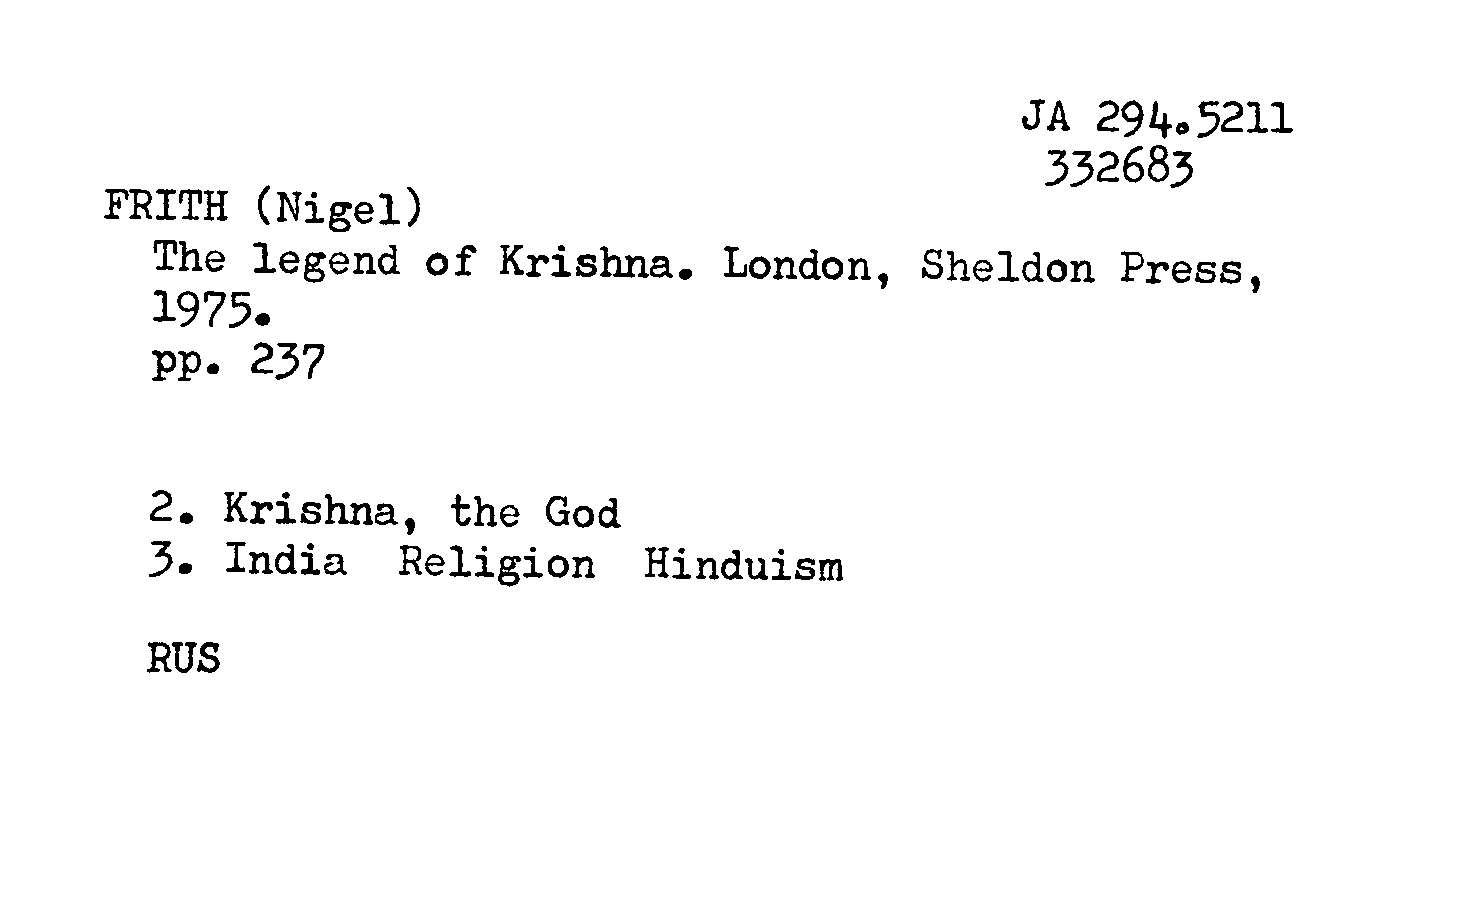 JA 294.5211
332683
FRITH (Nigel)
The legend of Krishna. London, Sheldon Press,
1975.
pp. 237
2. Krishna, the God
3. India  Religion  Hinduism
RUS